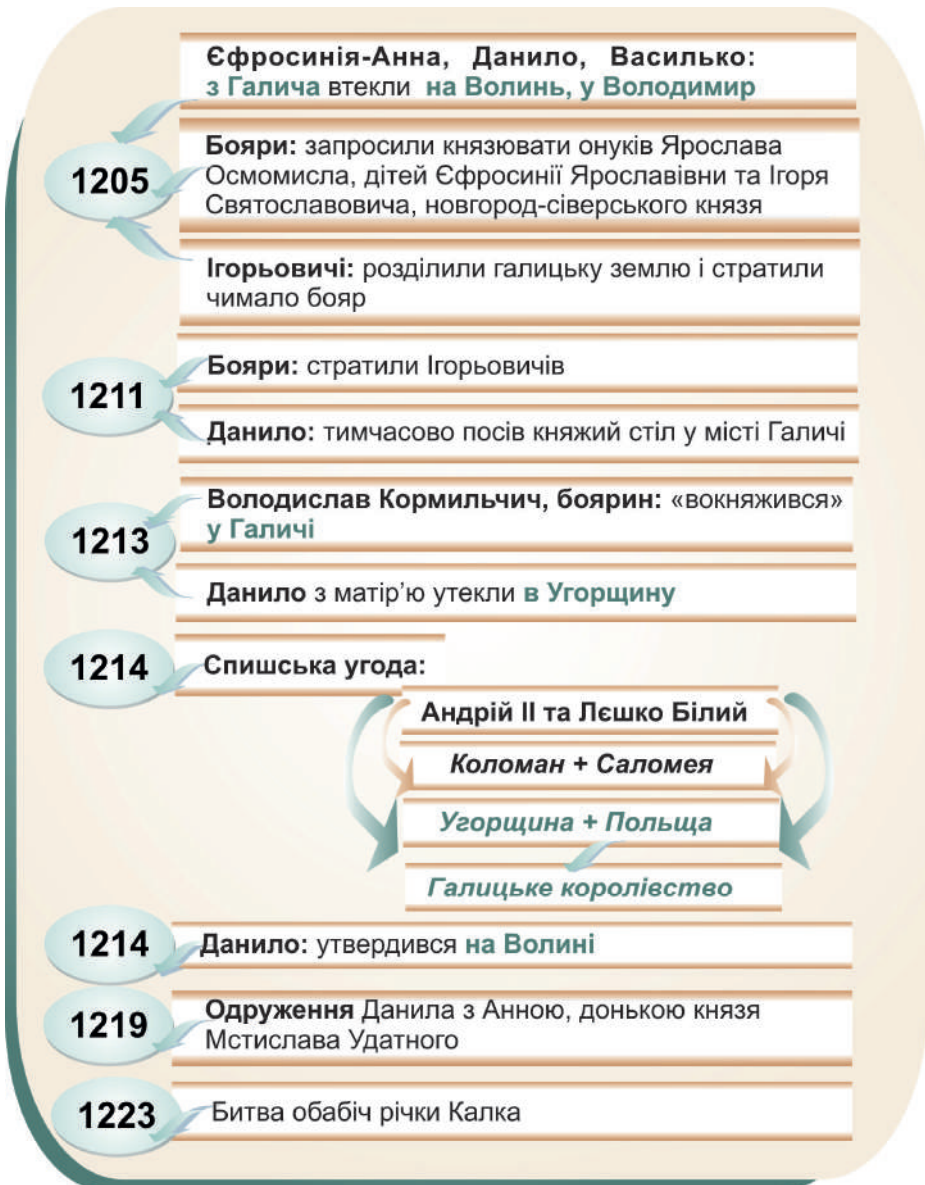 Єфросинія-Анна, Данило, Василько:
з Галича втекли на Волинь, у Володимир
1205
Бояри: запросили князювати онуків Ярослава
Осмомисла, дітей Єфросинії Ярославівни та Ігоря
Святославовича, новгород-сіверського князя
Ігорьовичі: розділили галицьку землю і стратили
чимало бояр
1211
Бояри: стратили Ігорьовичів
Данило: тимчасово посів княжий стіл у місті Галичі
1213
Володислав Кормильчич, боярин: «вокняжився»
у Галичі
Данило з матір’ю утекли в Угорщину
1214
Спишська угода:
Андрій II та Лєшко Білий
Коломан + Саломея
Угорщина + Польща
Галицьке королівство
1214
Данило: утвердився на Волині
1219
Одруження Данила з Анною, донькою князя
Мстислава Удатного
1223
Битва обабіч річки Калка